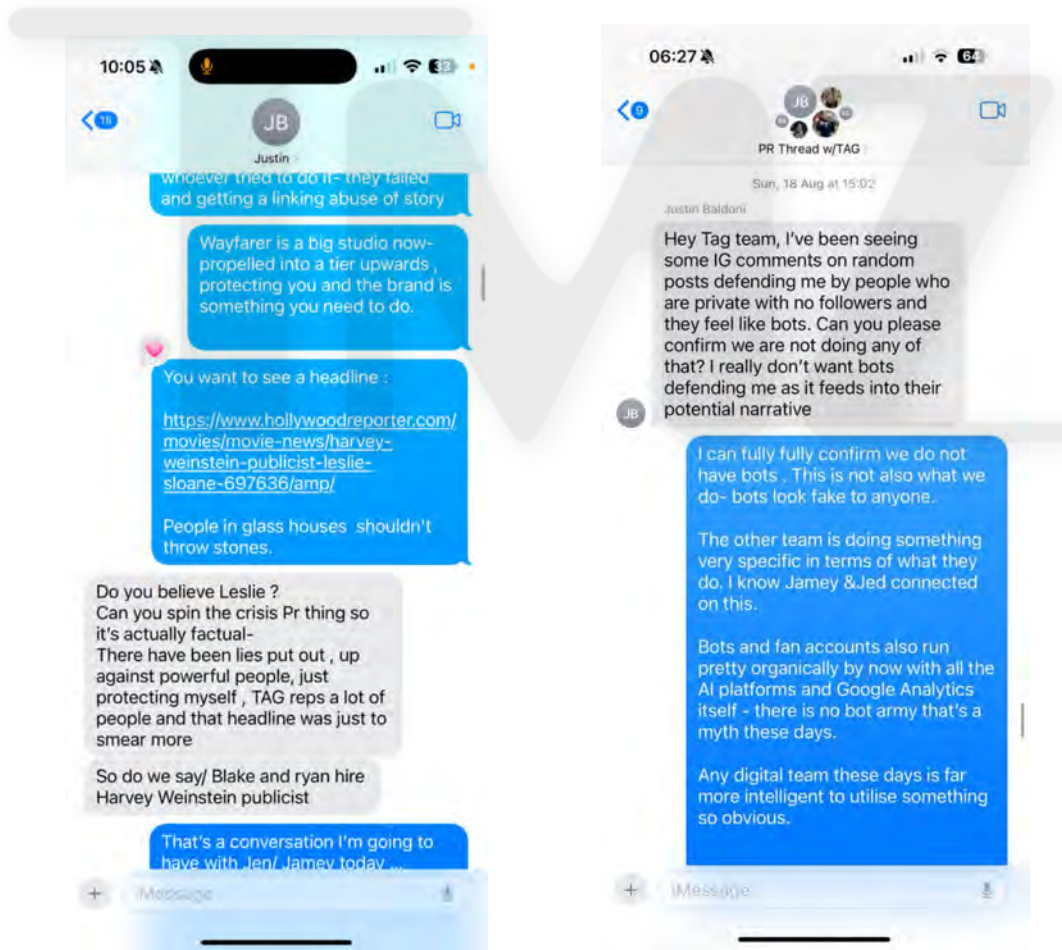 10:05
32
18
JB
Justin
whoever tried to do it- they failed
and getting a linking abuse of story
Wayfarer is a big studio now-
propelled into a tier upwards ,
protecting you and the brand is
something you need to do.
You want to see a headline :
https://www.hollywoodreporter.com/
movies/movie-news/harvey-
weinstein-publicist-leslie-
sloane-697636/amp/
People in glass houses shouldn't
throw stones.
Do you believe Leslie ?
Can you spin the crisis Pr thing so
it's actually factual-
There have been lies put out , up
against powerful people, just
protecting myself , TAG reps a lot of
people and that headline was just to
smear more
So do we say/ Blake and ryan hire
Harvey Weinstein publicist
That's a conversation I'm going to
have with Jen/ Jamey today ...
iMessage
06:27
64
9
JB
PR Thread w/TAG
Sun, 18 Aug at 15:02
Justin Baldoni
Hey Tag team, I've been seeing
some IG comments on random
posts defending me by people who
are private with no followers and
they feel like bots. Can you please
confirm we are not doing any of
that? I really don't want bots
defending me as it feeds into their
potential narrative
JB
I can fully fully confirm we do not
have bots . This is not also what we
do- bots look fake to anyone.
The other team is doing something
very specific in terms of what they
do. I know Jamey &Jed connected
on this.
Bots and fan accounts also run
pretty organically by now with all the
AI platforms and Google Analytics
itself - there is no bot army that's a
myth these days.
Any digital team these days is far
more intelligent to utilise something
so obvious.
iMessage